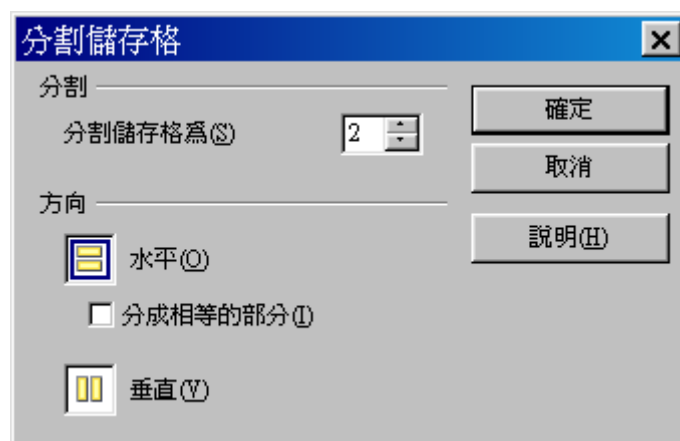 分割儲存格
分割
分割儲存格爲(S)
2
方向
水平(O)
分成相等的部分(I)
垂直(V)
確定
取消
說明(H)